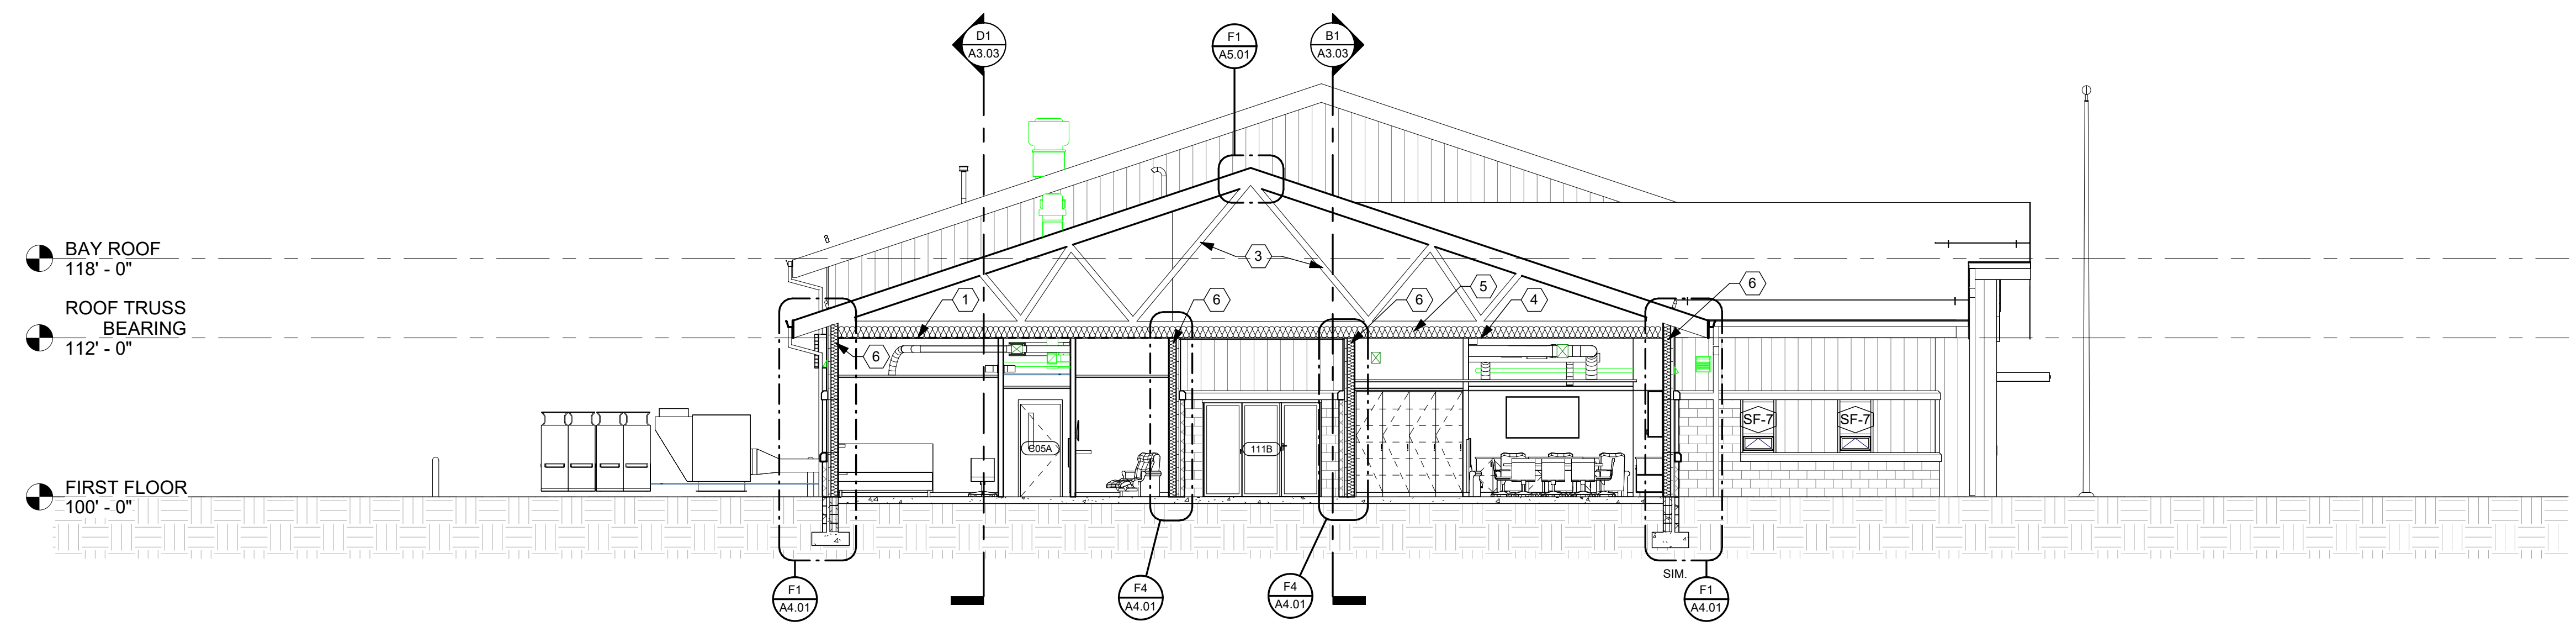 D1
A3.03
F1
A5.01
B1
A3.03
BAY ROOF
118' - 0"
3
6
5
1
6
6
4
ROOF TRUSS
BEARING
112' - 0"
6
SF-7
SF-7
C05A
111B
FIRST FLOOR
100' - 0"
SIM.
F1
A4.01
F4
A4.01
F4
A4.01
F1
A4.01